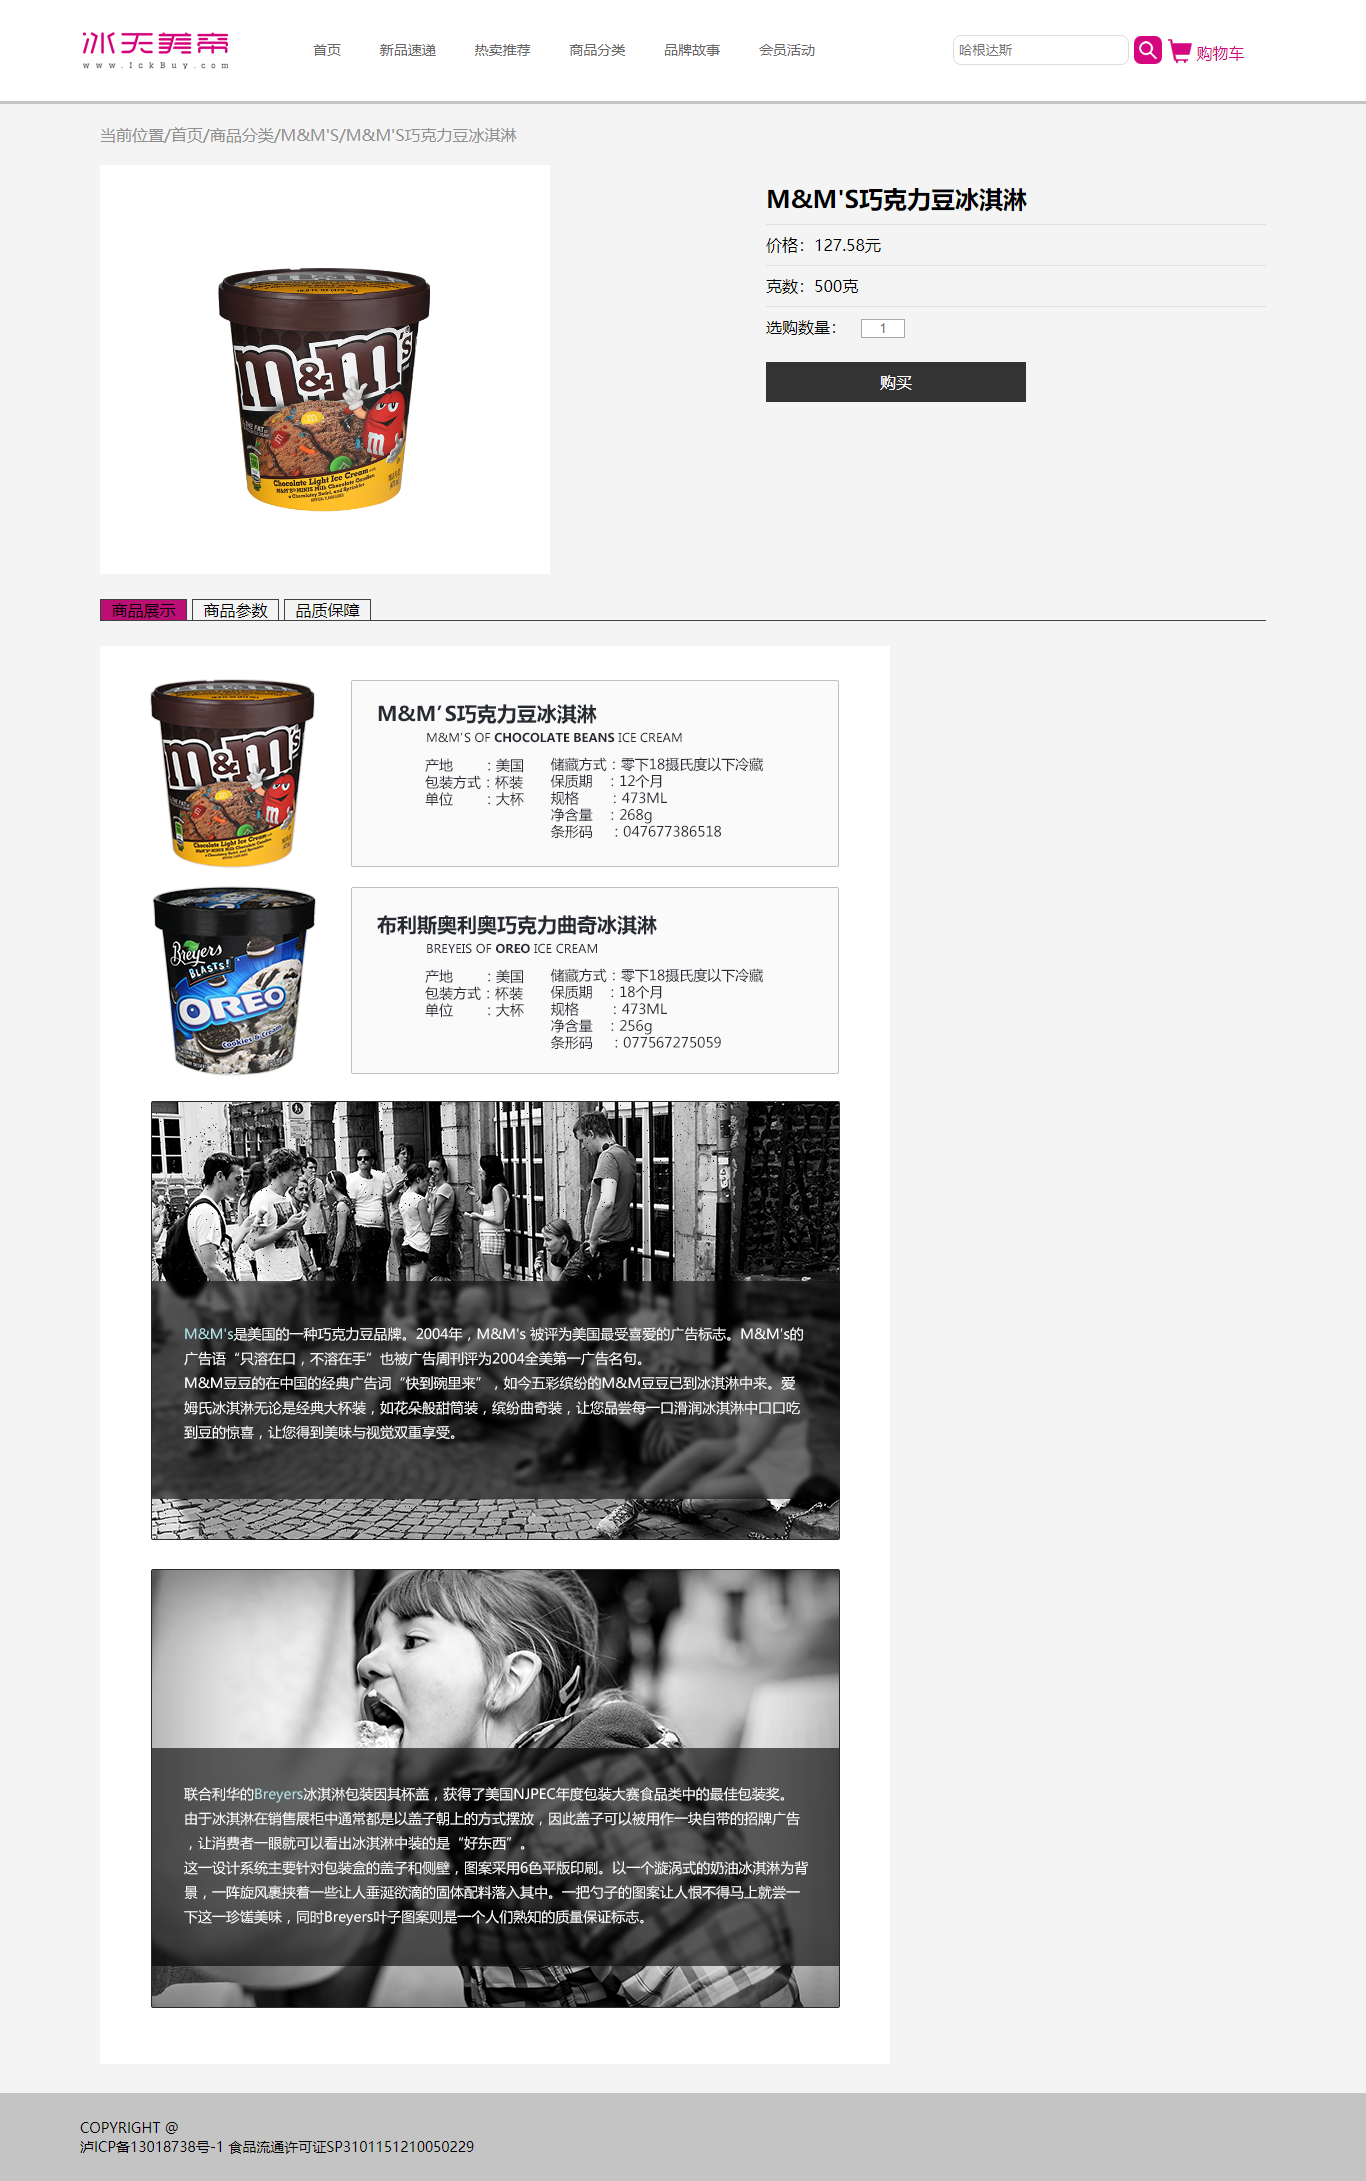 冰天美帝
www.IckBuy.com
首页 新品速递 热卖推荐 商品分类 品牌故事 会员活动
哈根达斯
购物车
当前位置/首页/商品分类/M&M'S/M&M'S巧克力豆冰淇淋
M&M'S巧克力豆冰淇淋
价格：127.58元
克数：500克
选购数量： 1
购买
m&m's
Chocolate Light Ice Cream
商品展示 商品参数 品质保障
m&m's
Chocolate Light Ice Cream
M&M'S巧克力豆冰淇淋
M&M'S OF CHOCOLATE BEANS ICE CREAM
产地 : 美国
包装方式 : 杯装
单位 : 大杯
储藏方式 : 零下18摄氏度以下冷藏
保质期 : 12个月
规格 : 473ML
净含量 : 268g
条形码 : 047677386518
Breyers
BLASTS!
OREO
Cookies & Cream
布利斯奥利奥巧克力曲奇冰淇淋
BREYEIS OF OREO ICE CREAM
产地 : 美国
包装方式 : 杯装
单位 : 大杯
储藏方式 : 零下18摄氏度以下冷藏
保质期 : 18个月
规格 : 473ML
净含量 : 256g
条形码 : 077567275059
M&M's是美国的一种巧克力豆品牌。2004年，M&M's 被评为美国最受喜爱的广告标志。M&M's的
广告语“只溶在口，不溶在手”也被广告周刊评为2004全美第一广告名句。
M&M豆豆的在中国的经典广告词“快到碗里来”，如今五彩缤纷的M&M豆豆已到冰淇淋中来。爱
姆氏冰淇淋无论是经典大杯装，如花朵般甜筒装，缤纷曲奇装，让您品尝每一口滑润冰淇淋中口口吃
到豆的惊喜，让您得到美味与视觉双重享受。
联合利华的Breyers冰淇淋包装因其杯盖，获得了美国NJPEC年度包装大赛食品类中的最佳包装奖。
由于冰淇淋在销售展柜中通常都是以盖子朝上的方式摆放，因此盖子可以被用作一块自带的招牌广告
，让消费者一眼就可以看出冰淇淋中装的是“好东西”。
这一设计系统主要针对包装盒的盖子和侧壁，图案采用6色平版印刷。以一个漩涡式的奶油冰淇淋为背
景，一阵旋风裹挟着一些让人垂涎欲滴的固体配料落入其中。一把勺子的图案让人恨不得马上就尝一
下这一珍馐美味，同时Breyers叶子图案则是一个人们熟知的质量保证标志。
COPYRIGHT @
泸ICP备13018738号-1 食品流通许可证SP3101151210050229